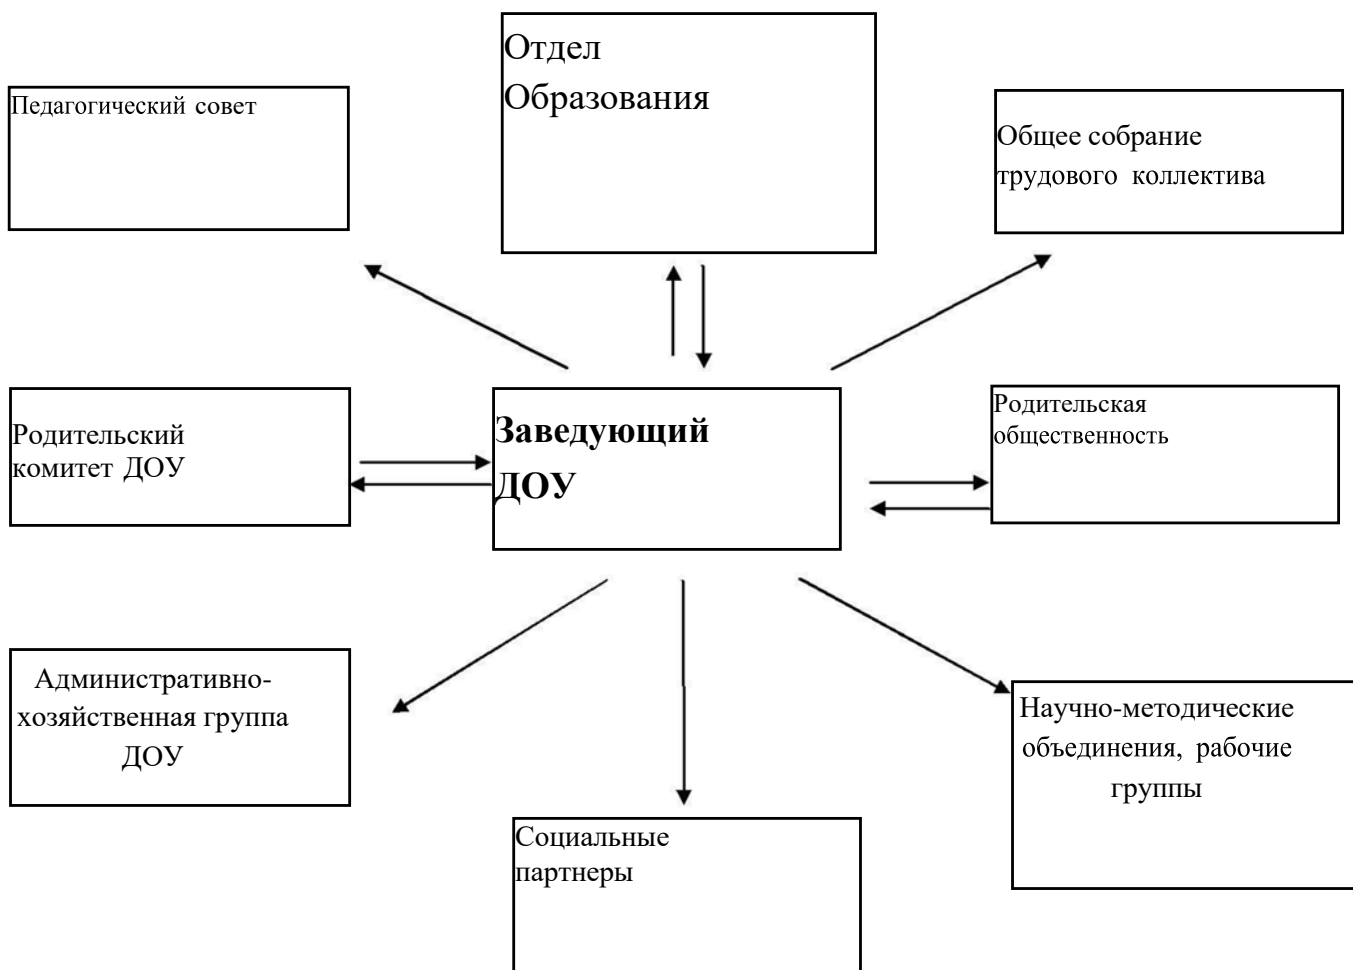 Отдел
Образования
Педагогический совет
Общее собрание
трудового коллектива
Родительский
комитет ДОУ
Заведующий
ДОУ
Родительская
общественность
Административно-
хозяйственная группа
ДОУ
Научно-методические
объединения, рабочие
группы
Социальные
партнеры